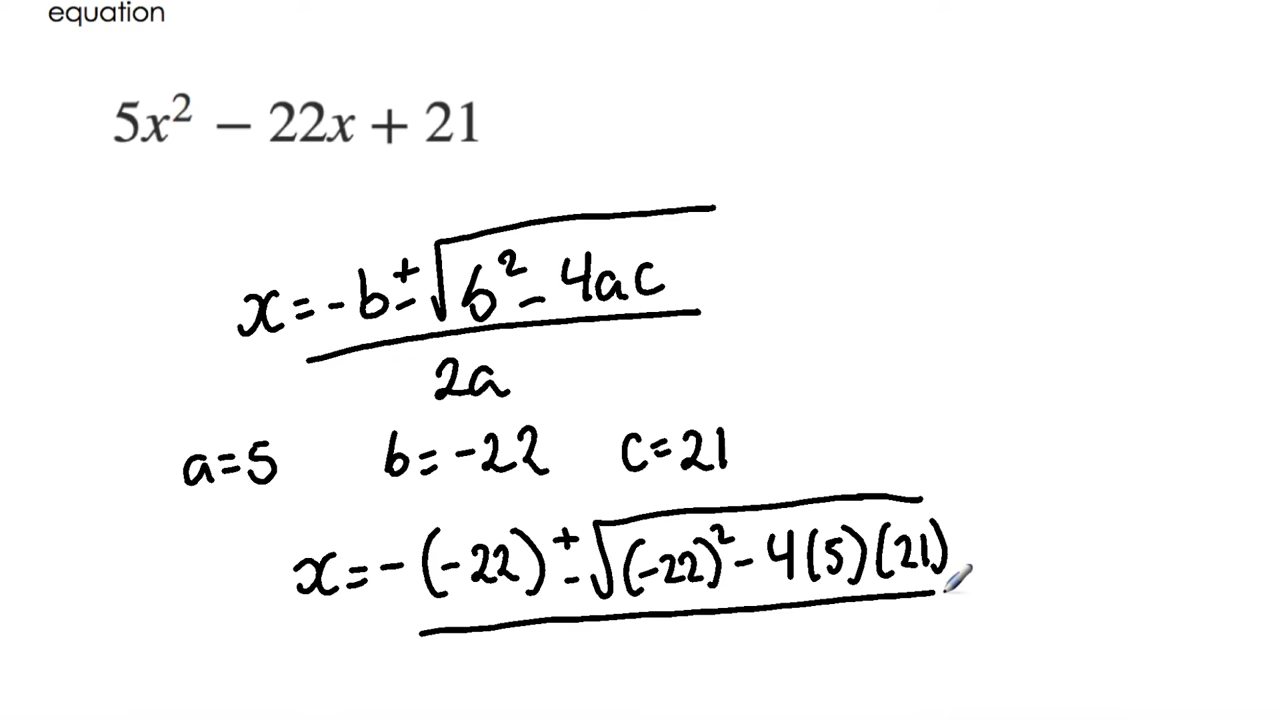 equation
5x² − 22x + 21
x = -b ± √(b² - 4ac)
2a
a=5 b=-22 c=21
x = -(-22) ± √((-22)² - 4(5)(21))